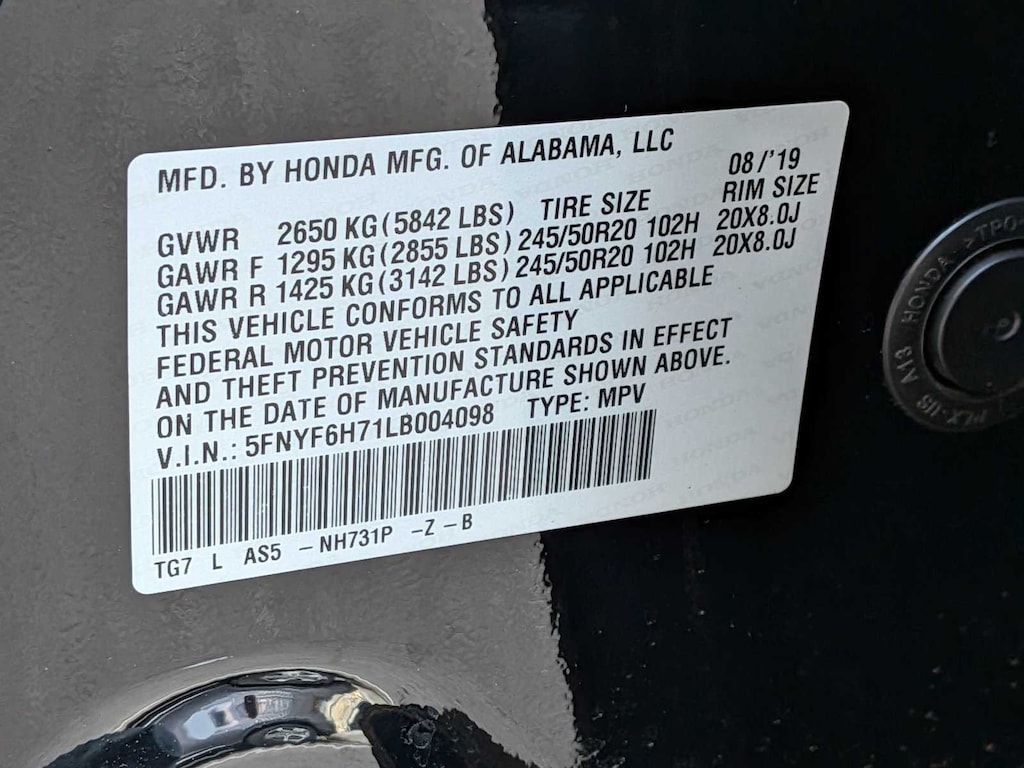 MFD. BY HONDA MFG. OF ALABAMA, LLC
08/'19
GVWR 2650 KG(5842 LBS) TIRE SIZE RIM SIZE
GAWR F 1295 KG(2855 LBS) 245/50R20 102H 20X8.0J
GAWR R 1425 KG(3142 LBS) 245/50R20 102H 20X8.0J
THIS VEHICLE CONFORMS TO ALL APPLICABLE
FEDERAL MOTOR VEHICLE SAFETY
AND THEFT PREVENTION STANDARDS IN EFFECT
ON THE DATE OF MANUFACTURE SHOWN ABOVE.
V.I.N.: 5FNYF6H71LB004098 TYPE: MPV
TG7 L AS5 -NH731P -Z-B
A13 HONDA >TPO